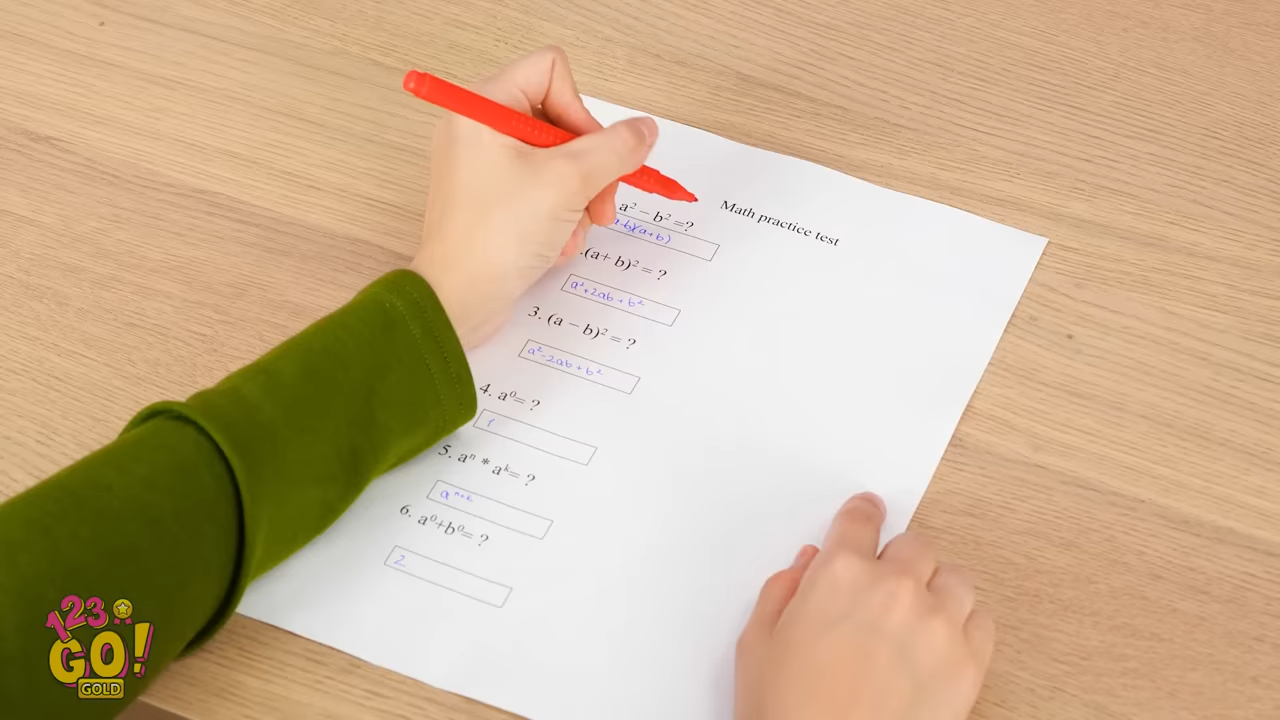 Math practice test
a² − b² = ?
a-b)(a+b)
.(a+ b)² = ?
a²+2ab+b²
3. (a − b)² = ?
a²-2ab+b²
4. a⁰= ?
1
5. aⁿ * aᵏ= ?
aⁿ⁺ᵏ
6. a⁰+b⁰= ?
2
123
GO!
GOLD